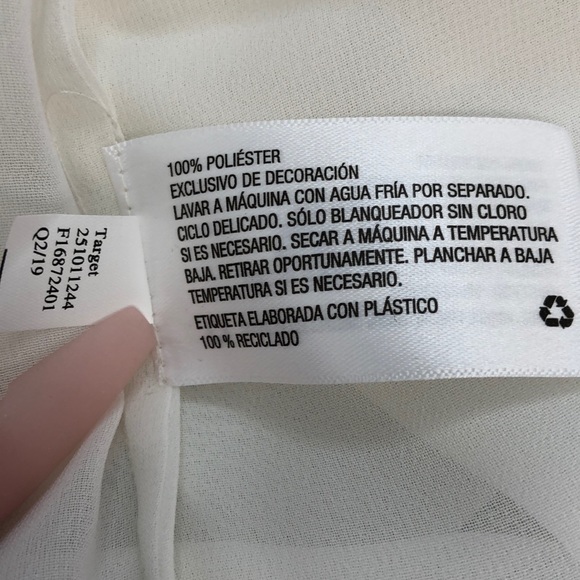 100% POLIÉSTER
EXCLUSIVO DE DECORACIÓN
LAVAR A MÁQUINA CON AGUA FRÍA POR SEPARADO.
CICLO DELICADO. SÓLO BLANQUEADOR SIN CLORO
SI ES NECESARIO. SECAR A MÁQUINA A TEMPERATURA
BAJA. RETIRAR OPORTUNAMENTE. PLANCHAR A BAJA
TEMPERATURA SI ES NECESARIO.
ETIQUETA ELABORADA CON PLÁSTICO
100 % RECICLADO
Target
251011244
F16872401
Q2/19